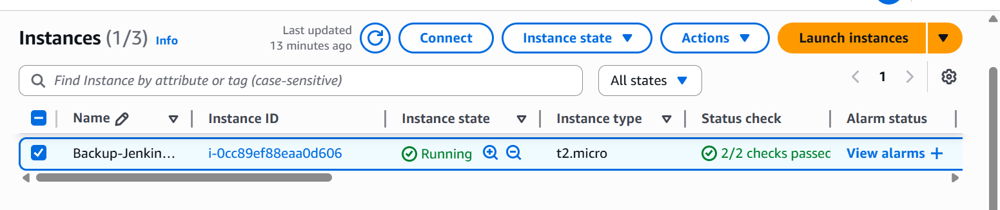 Instances (1/3) Info
Last updated
13 minutes ago
Connect
Instance state
Actions
Launch instances
Find Instance by attribute or tag (case-sensitive)
All states
1
Name Instance ID Instance state Instance type Status check Alarm status
Backup-Jenkin... i-0cc89ef88eaa0d606 Running t2.micro 2/2 checks passed View alarms +